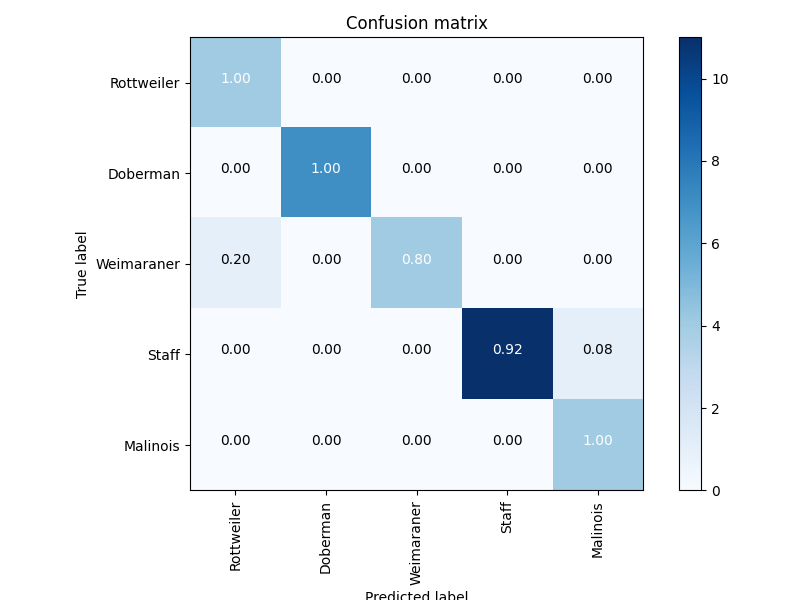 Confusion matrix
Rottweiler 1.00 0.00 0.00 0.00 0.00
Doberman 0.00 1.00 0.00 0.00 0.00
Weimaraner 0.20 0.00 0.80 0.00 0.00
Staff 0.00 0.00 0.00 0.92 0.08
Malinois 0.00 0.00 0.00 0.00 1.00
True label
Rottweiler Doberman Weimaraner Staff Malinois
Predicted label
10
8
6
4
2
0